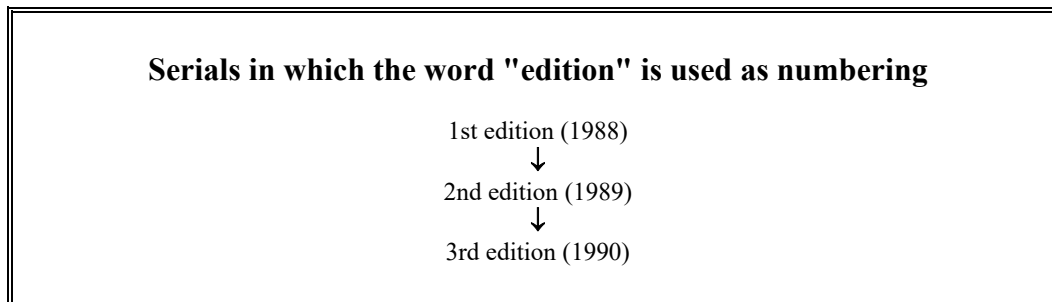 Serials in which the word "edition" is used as numbering
1st edition (1988)
↓
2nd edition (1989)
↓
3rd edition (1990)